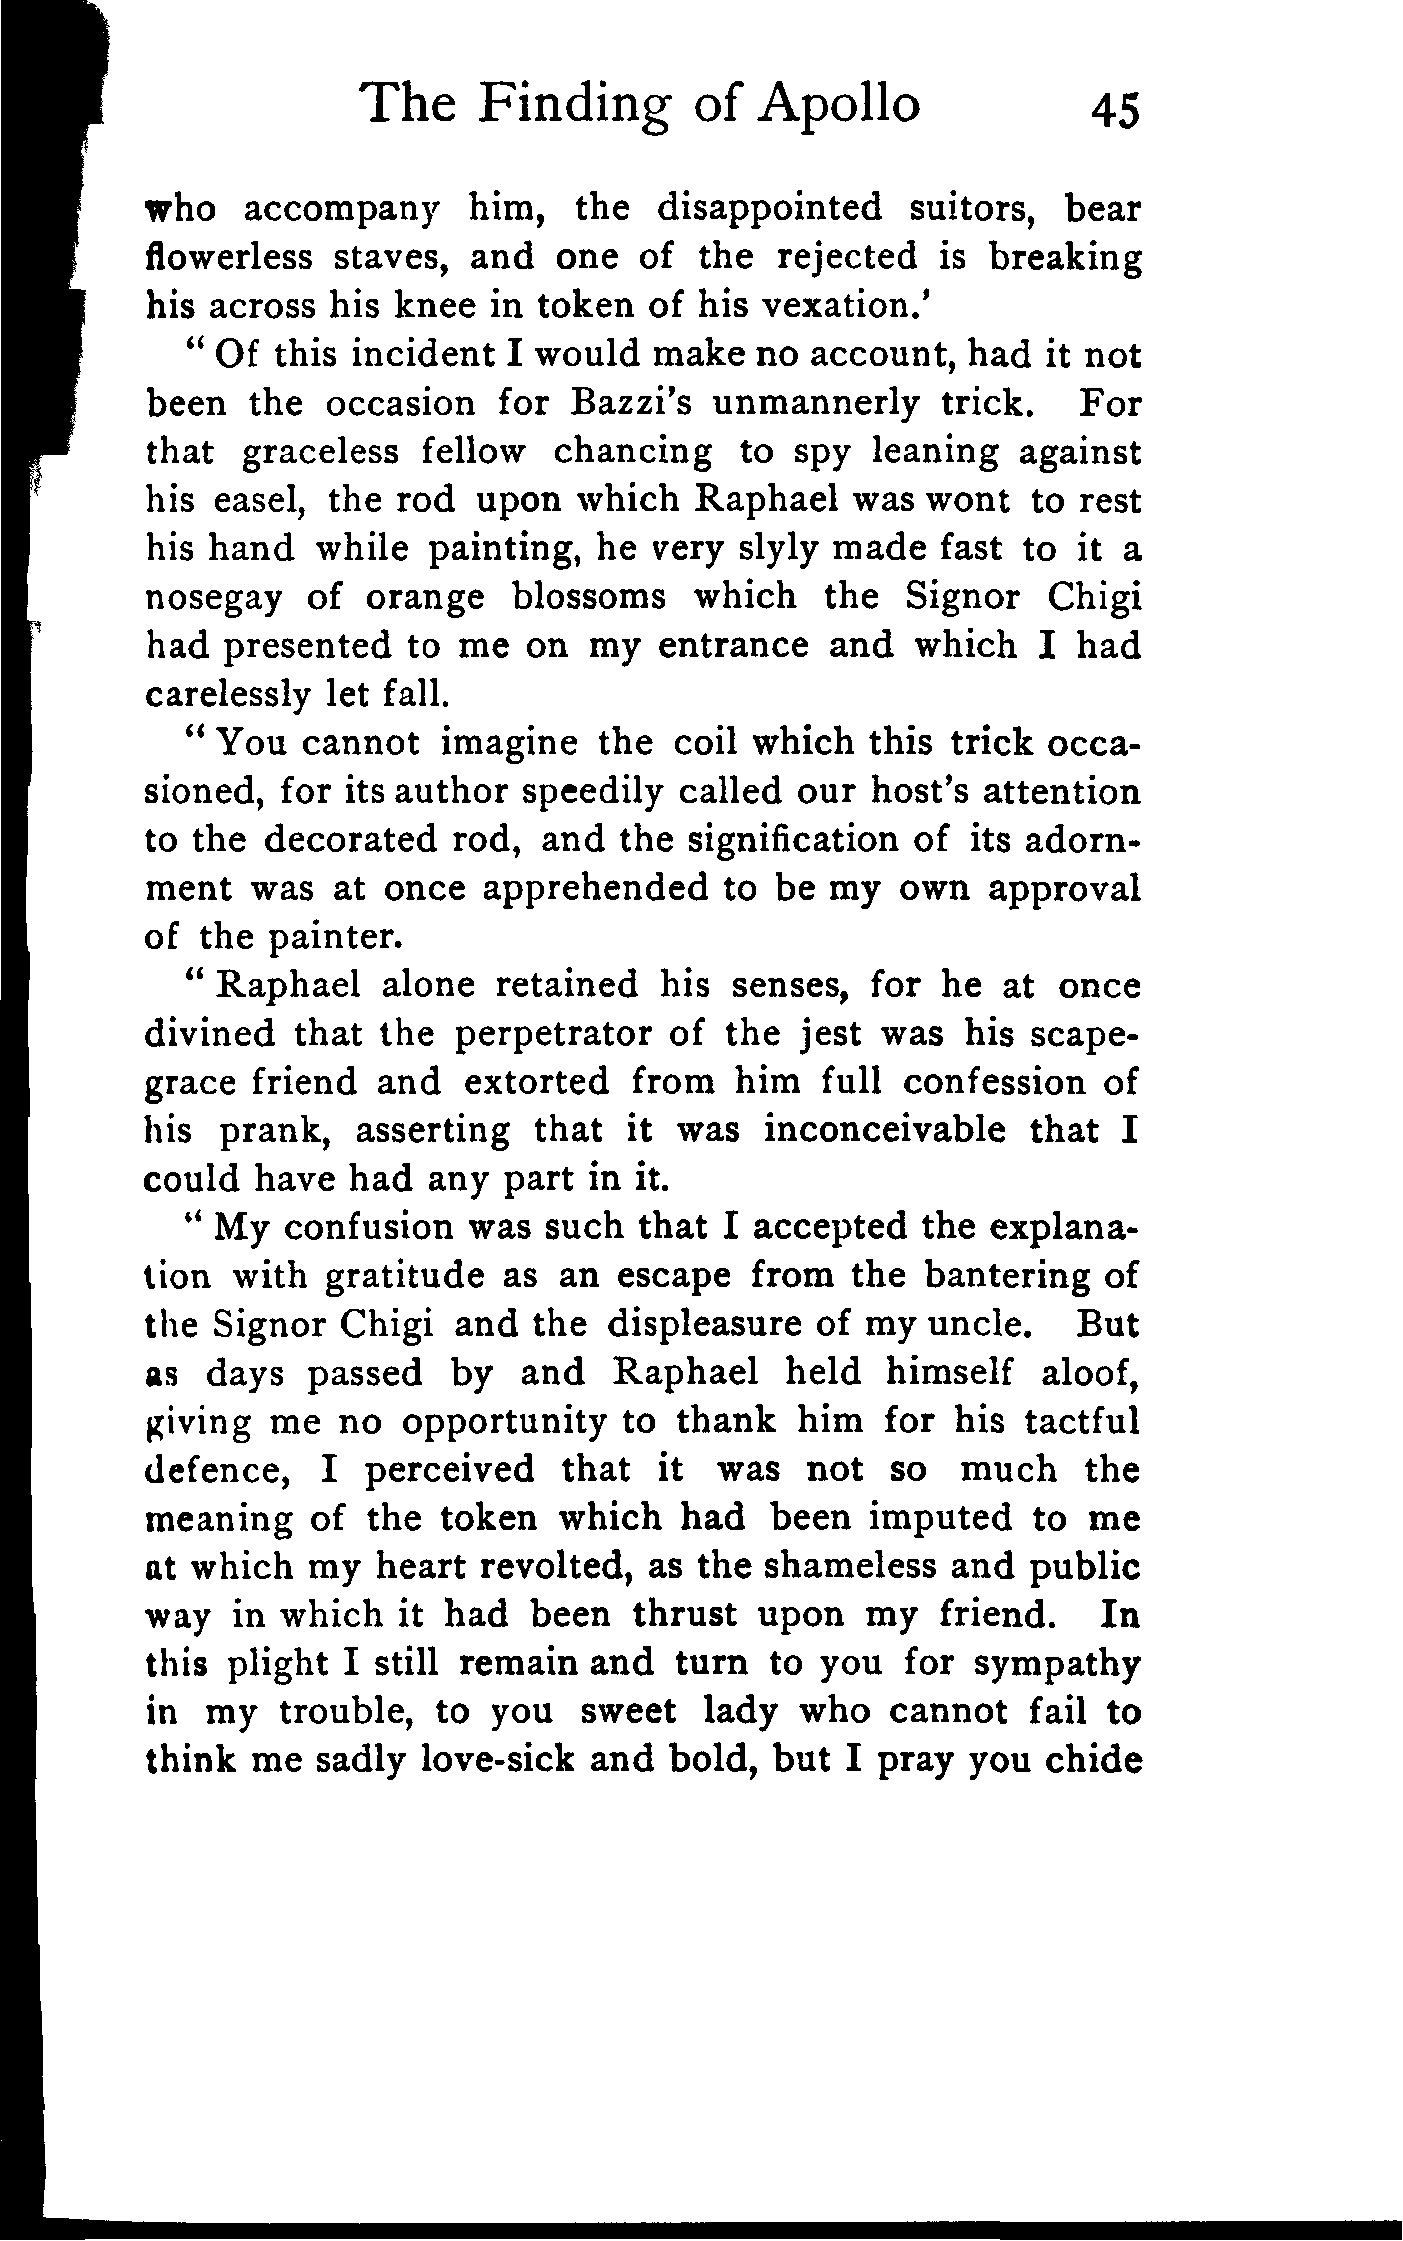 The Finding of Apollo 45
who accompany him, the disappointed suitors, bear
flowerless staves, and one of the rejected is breaking
his across his knee in token of his vexation.'
“ Of this incident I would make no account, had it not
been the occasion for Bazzi's unmannerly trick. For
that graceless fellow chancing to spy leaning against
his easel, the rod upon which Raphael was wont to rest
his hand while painting, he very slyly made fast to it a
nosegay of orange blossoms which the Signor Chigi
had presented to me on my entrance and which I had
carelessly let fall.
“ You cannot imagine the coil which this trick occa-
sioned, for its author speedily called our host's attention
to the decorated rod, and the signification of its adorn-
ment was at once apprehended to be my own approval
of the painter.
“ Raphael alone retained his senses, for he at once
divined that the perpetrator of the jest was his scape-
grace friend and extorted from him full confession of
his prank, asserting that it was inconceivable that I
could have had any part in it.
“ My confusion was such that I accepted the explana-
tion with gratitude as an escape from the bantering of
the Signor Chigi and the displeasure of my uncle. But
as days passed by and Raphael held himself aloof,
giving me no opportunity to thank him for his tactful
defence, I perceived that it was not so much the
meaning of the token which had been imputed to me
at which my heart revolted, as the shameless and public
way in which it had been thrust upon my friend. In
this plight I still remain and turn to you for sympathy
in my trouble, to you sweet lady who cannot fail to
think me sadly love-sick and bold, but I pray you chide